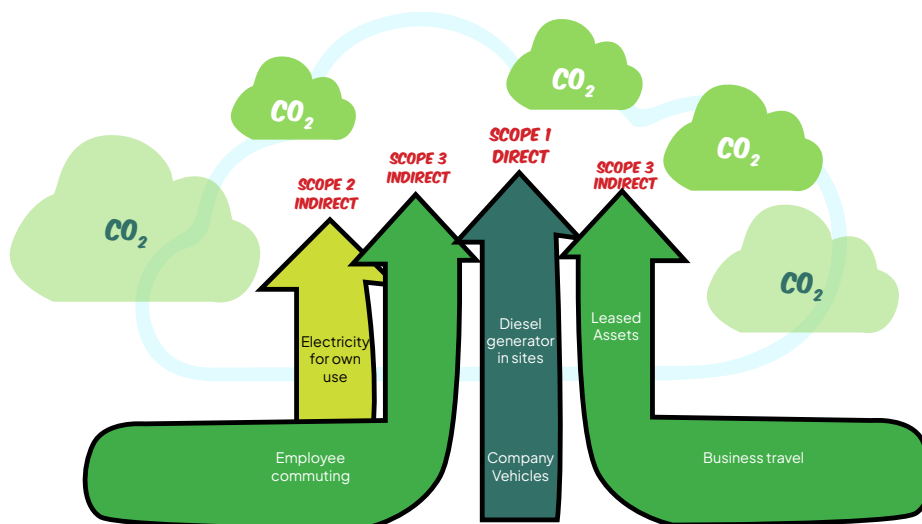 CO₂
CO₂
SCOPE 1
DIRECT
CO₂
SCOPE 3
INDIRECT
SCOPE 3
INDIRECT
SCOPE 2
INDIRECT
CO₂
CO₂
Electricity
for own
use
Diesel
generator
in sites
Leased
Assets
Employee
commuting
Company
Vehicles
Business travel